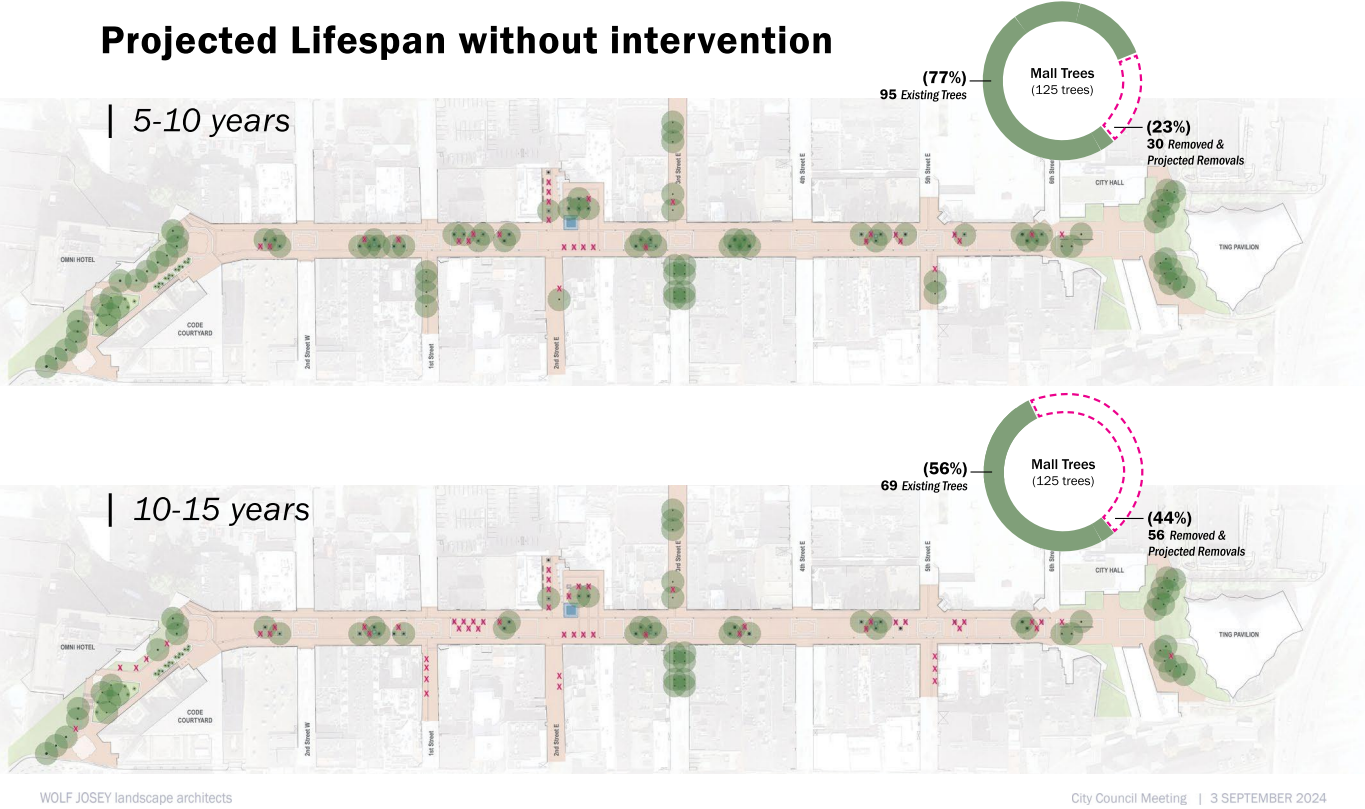 Projected Lifespan without intervention
| 5-10 years
(77%)
95 Existing Trees
Mall Trees
(125 trees)
(23%)
30 Removed &
Projected Removals
3rd Street E
4th Street E
5th Street E
6th Street E
CITY HALL
TING PAVILION
OMNI HOTEL
CODE
COURTYARD
2nd Street W
1st Street
2nd Street E
| 10-15 years
(56%)
69 Existing Trees
Mall Trees
(125 trees)
(44%)
56 Removed &
Projected Removals
3rd Street E
4th Street E
5th Street E
6th Street E
CITY HALL
TING PAVILION
OMNI HOTEL
CODE
COURTYARD
2nd Street W
1st Street
2nd Street E
WOLF JOSEY landscape architects
City Council Meeting | 3 SEPTEMBER 2024